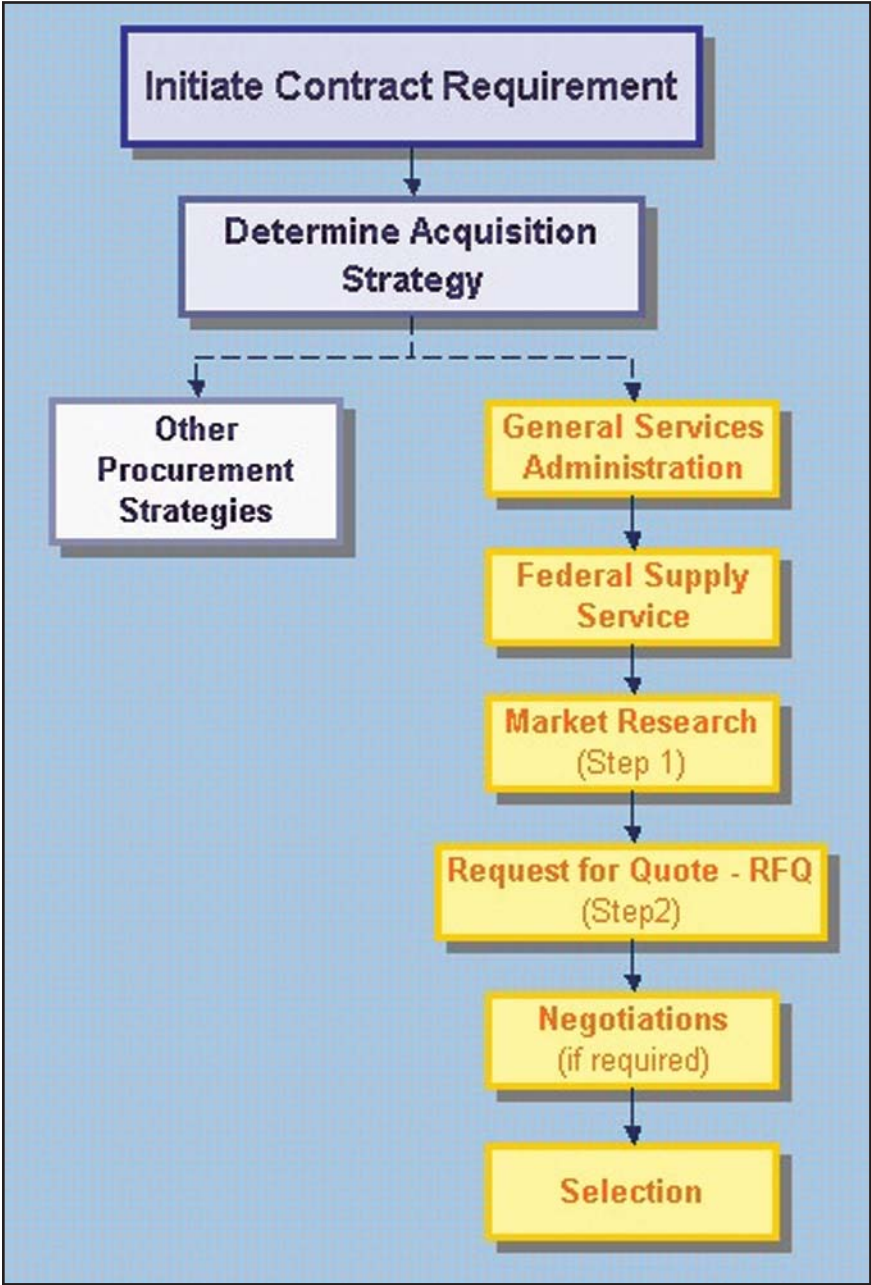 Initiate Contract Requirement
Determine Acquisition
Strategy
Other
Procurement
Strategies
General Services
Administration
Federal Supply
Service
Market Research
(Step 1)
Request for Quote - RFQ
(Step2)
Negotiations
(if required)
Selection